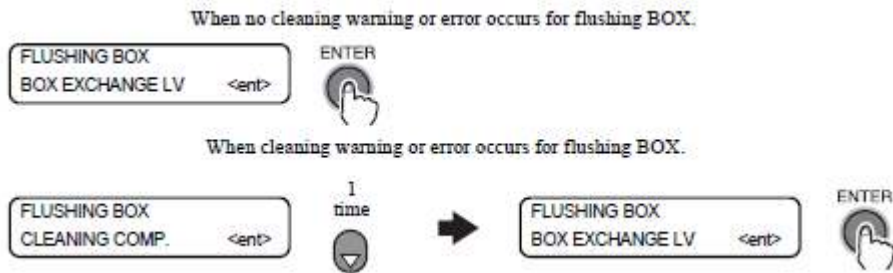 When no cleaning warning or error occurs for flushing BOX.
FLUSHING BOX
BOX EXCHANGE LV <ent>
ENTER
When cleaning warning or error occurs for flushing BOX.
FLUSHING BOX
CLEANING COMP. <ent>
1
time
FLUSHING BOX
BOX EXCHANGE LV <ent>
ENTER